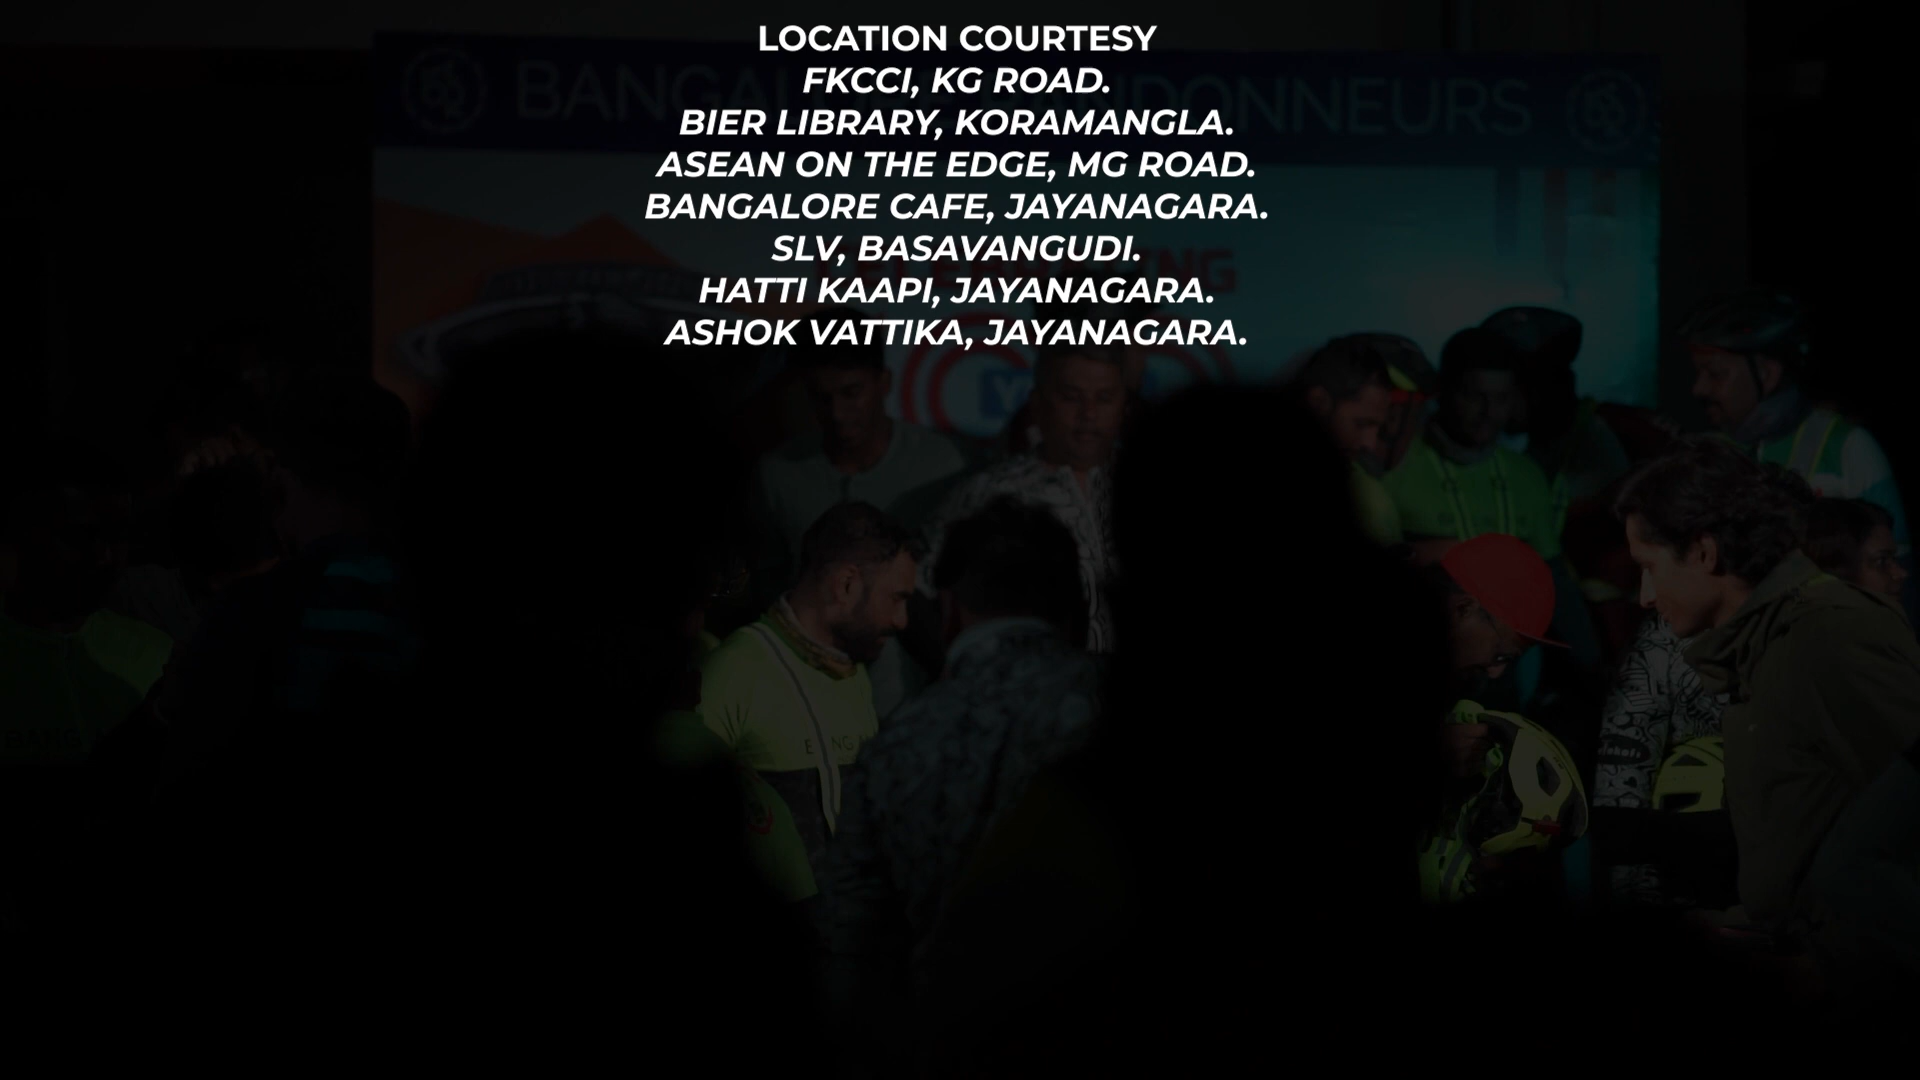 LOCATION COURTESY
FKCCI, KG ROAD.
BIER LIBRARY, KORAMANGLA.
ASEAN ON THE EDGE, MG ROAD.
BANGALORE CAFE, JAYANAGARA.
SLV, BASAVANGUDI.
HATTI KAAPI, JAYANAGARA.
ASHOK VATTIKA, JAYANAGARA.